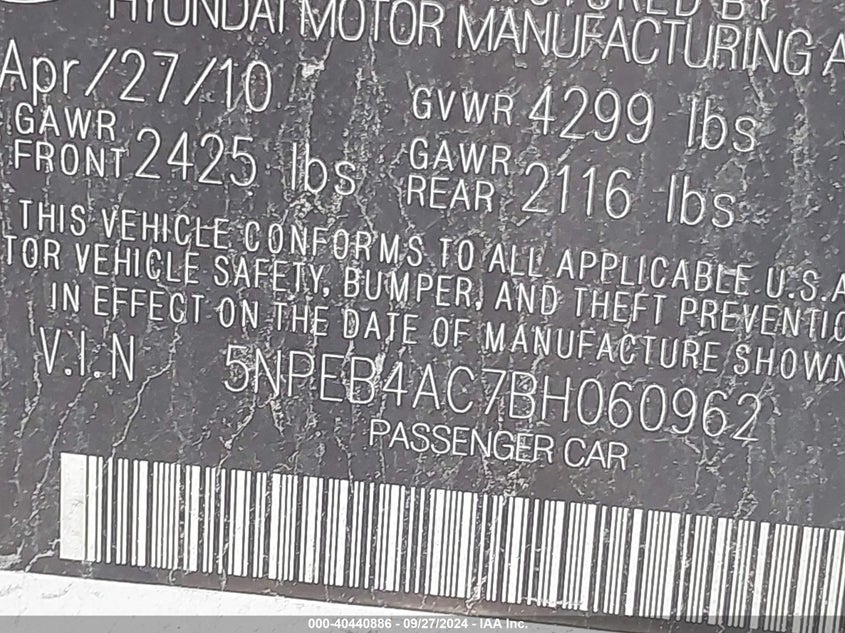 HYUNDAI MOTOR MANUFACTURING A
Apr/27/10
GVWR 4299 lbs
GAWR FRONT 2425 lbs
GAWR REAR 2116 lbs
THIS VEHICLE CONFORMS TO ALL APPLICABLE U.S.A
TOR VEHICLE SAFETY, BUMPER, AND THEFT PREVENTIO
IN EFFECT ON THE DATE OF MANUFACTURE SHOWN
V.I.N 5NPEB4AC7BH060962
PASSENGER CAR
000-40440886 - 09/27/2024 - IAA Inc.